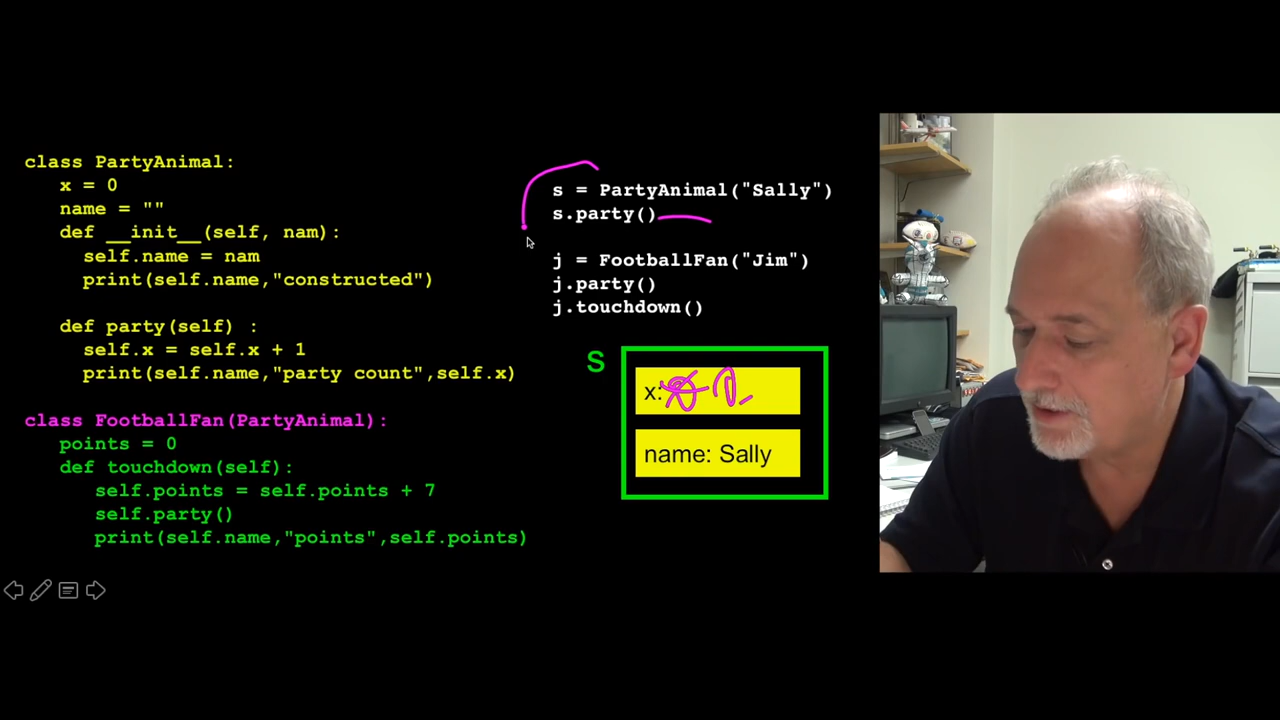 class PartyAnimal:
x = 0
name = ""
def __init__(self, nam):
self.name = nam
print(self.name,"constructed")
def party(self) :
self.x = self.x + 1
print(self.name,"party count",self.x)
class FootballFan(PartyAnimal):
points = 0
def touchdown(self):
self.points = self.points + 7
self.party()
print(self.name,"points",self.points)
s = PartyAnimal("Sally")
s.party()
j = FootballFan("Jim")
j.party()
j.touchdown()
S
x:
name: Sally